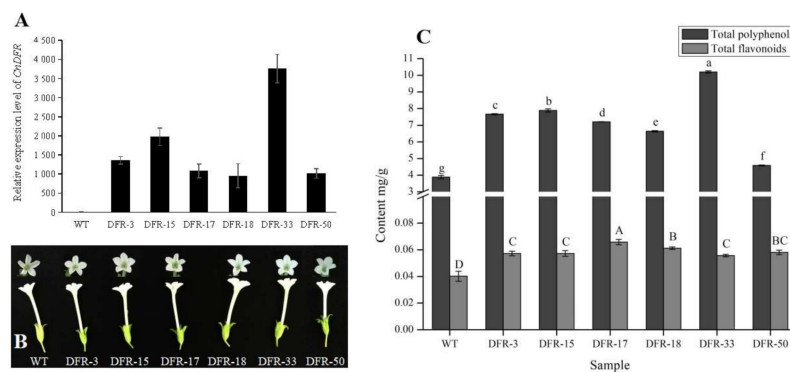 A
Relative expression level of CnDFR
4 500
4 000
3 500
3 000
2 500
2 000
1 500
1 000
500
0
WT DFR-3 DFR-15 DFR-17 DFR-18 DFR-33 DFR-50
B
WT DFR-3 DFR-15 DFR-17 DFR-18 DFR-33 DFR-50
C
Total polyphenol
Total flavonoids
Content mg/g
11
10
9
8
7
6
5
4
3
0.08
0.06
0.04
0.02
0.00
g c b d e a f
D C C A B C BC
WT DFR-3 DFR-15 DFR-17 DFR-18 DFR-33 DFR-50
Sample